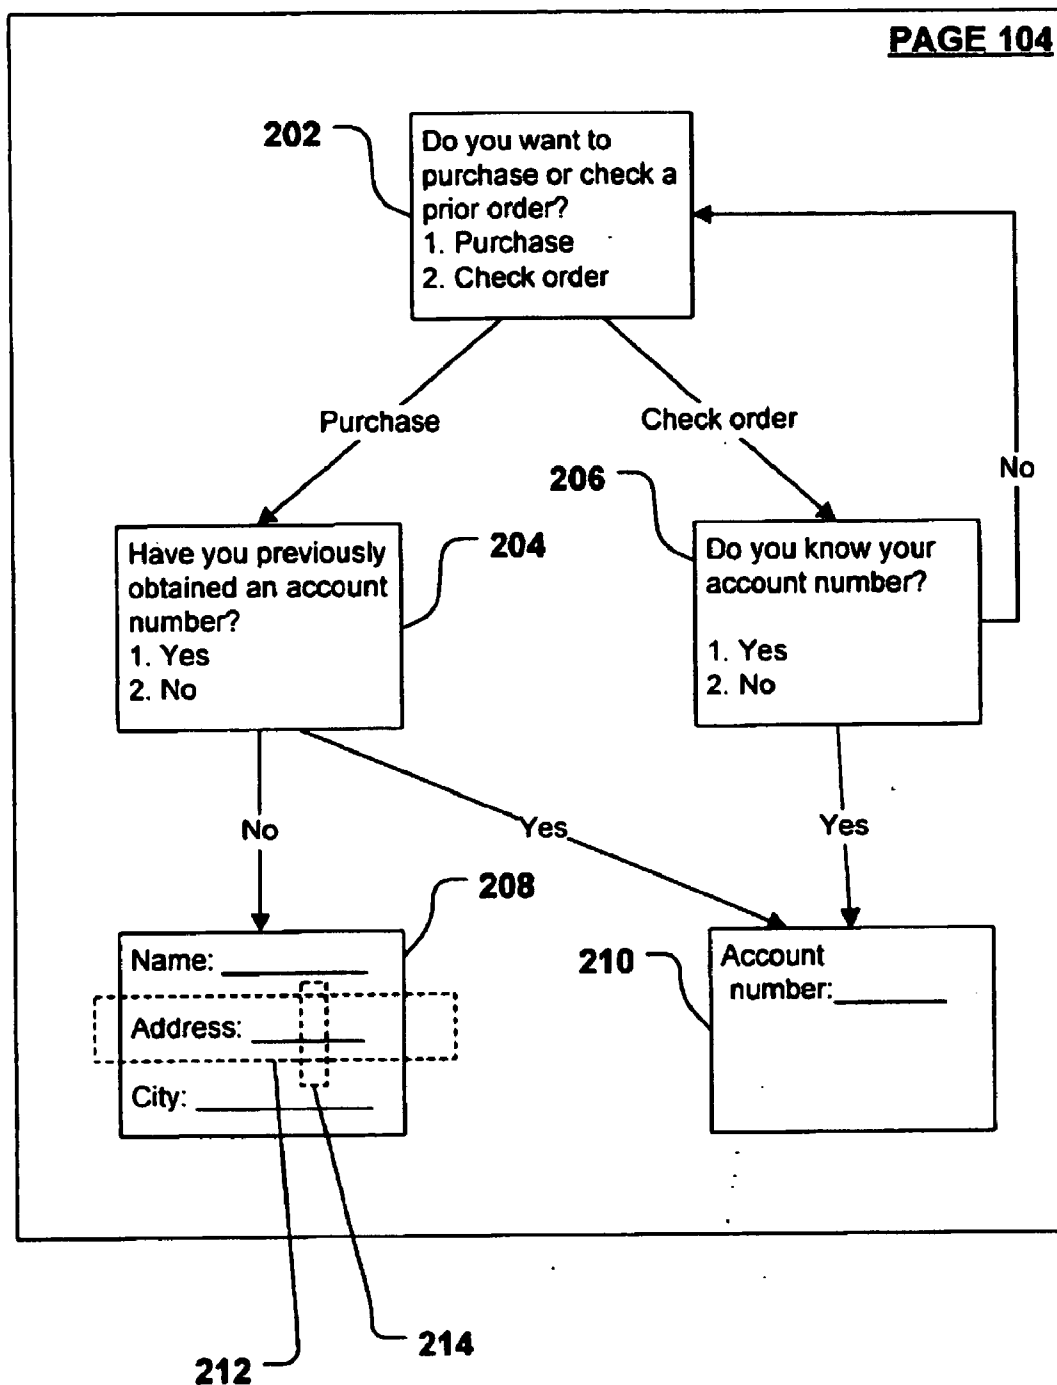 PAGE 104
202
Do you want to
purchase or check a
prior order?
1. Purchase
2. Check order
Purchase
Check order
No
206
204
Have you previously
obtained an account
number?
1. Yes
2. No
Do you know your
account number?
1. Yes
2. No
No
Yes
Yes
208
Name:
Address:
City:
210
Account
number:
214
212